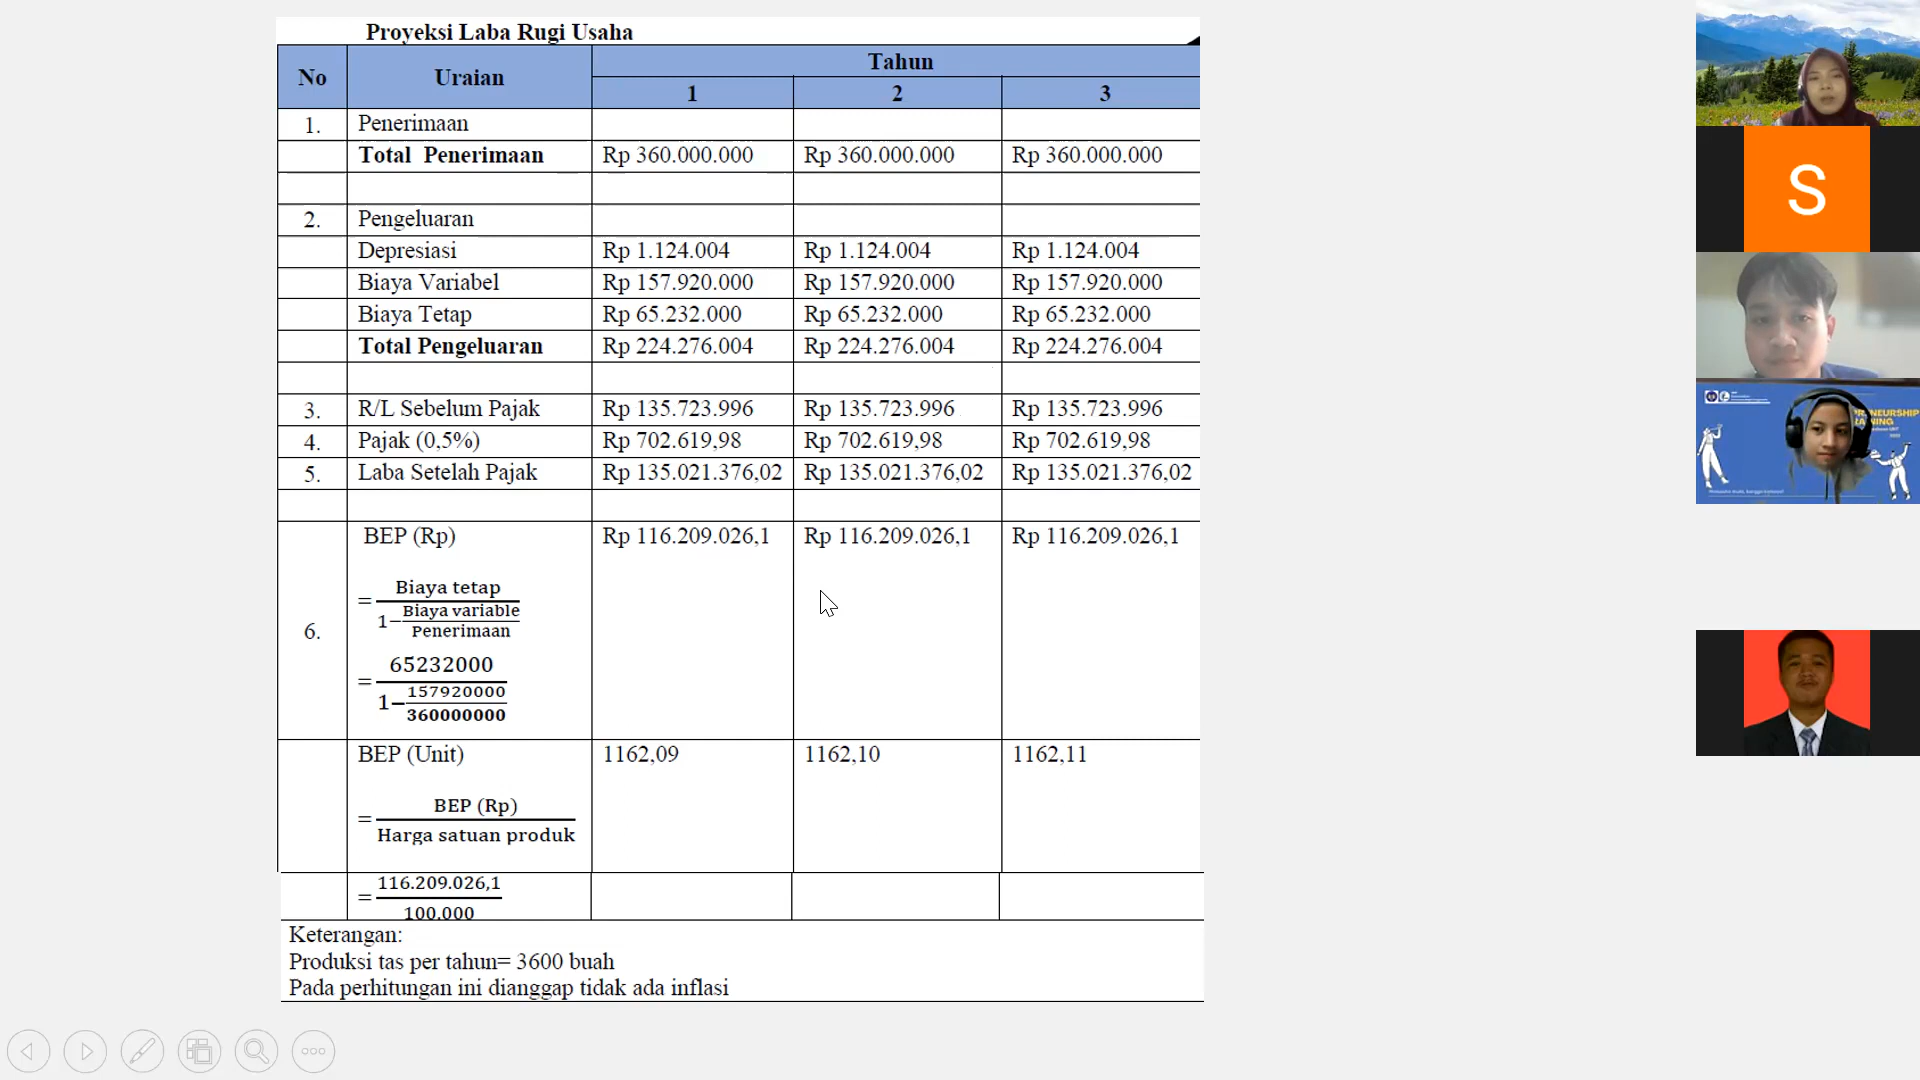 Proyeksi Laba Rugi Usaha
No Uraian Tahun
1 2 3
1. Penerimaan
Total Penerimaan Rp 360.000.000 Rp 360.000.000 Rp 360.000.000
2. Pengeluaran
Depresiasi Rp 1.124.004 Rp 1.124.004 Rp 1.124.004
Biaya Variabel Rp 157.920.000 Rp 157.920.000 Rp 157.920.000
Biaya Tetap Rp 65.232.000 Rp 65.232.000 Rp 65.232.000
Total Pengeluaran Rp 224.276.004 Rp 224.276.004 Rp 224.276.004
3. R/L Sebelum Pajak Rp 135.723.996 Rp 135.723.996 Rp 135.723.996
4. Pajak (0,5%) Rp 702.619,98 Rp 702.619,98 Rp 702.619,98
5. Laba Setelah Pajak Rp 135.021.376,02 Rp 135.021.376,02 Rp 135.021.376,02
6. BEP (Rp) Rp 116.209.026,1 Rp 116.209.026,1 Rp 116.209.026,1
= Biaya tetap
1− Biaya variable
Penerimaan
= 65232000
1− 157920000
360000000
BEP (Unit) 1162,09 1162,10 1162,11
= BEP (Rp)
Harga satuan produk
= 116.209.026,1
100.000
Keterangan:
Produksi tas per tahun= 3600 buah
Pada perhitungan ini dianggap tidak ada inflasi
S